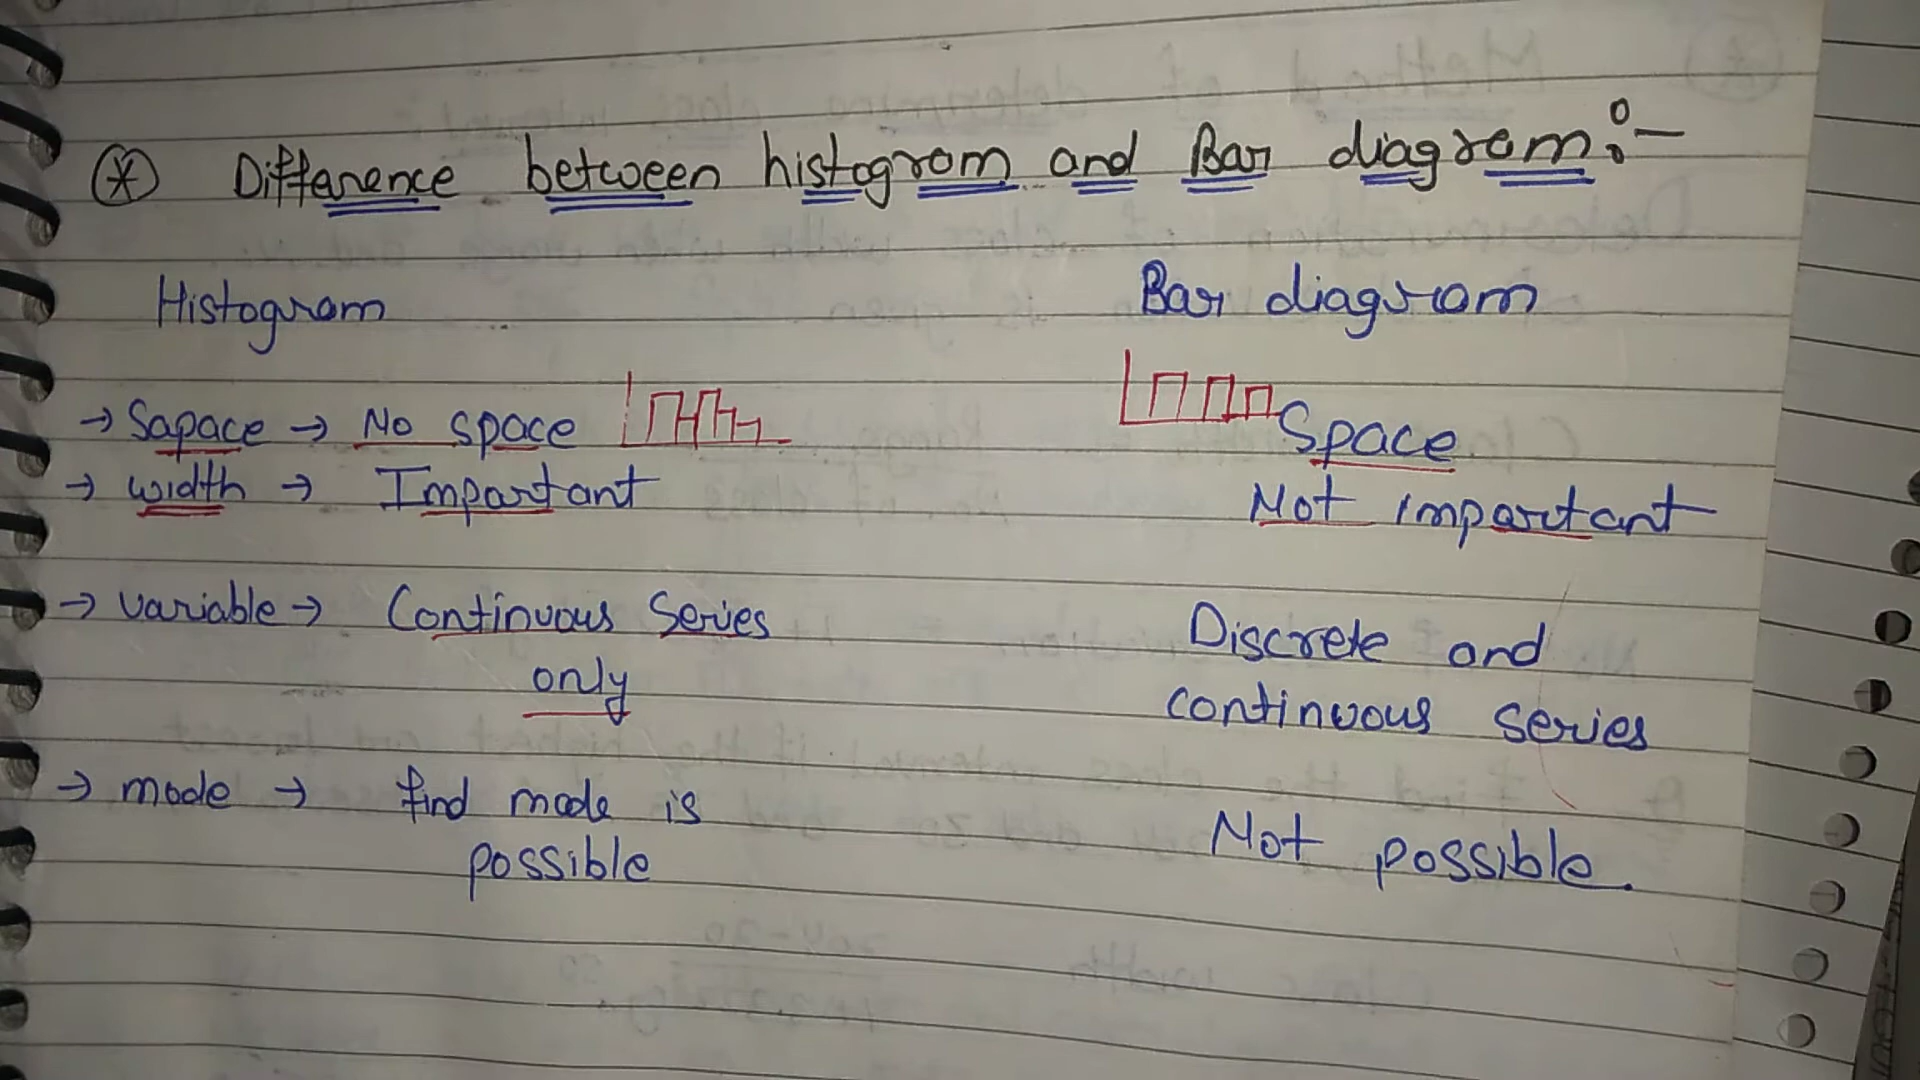 * Differance between histogram and Bar diagram :-
Histogram Bar diagram
→ Sapace → No space Space
→ width → Important Not important
→ variable → Continuous Series only Discrete and continuous series
→ mode → find mode is possible Not possible.